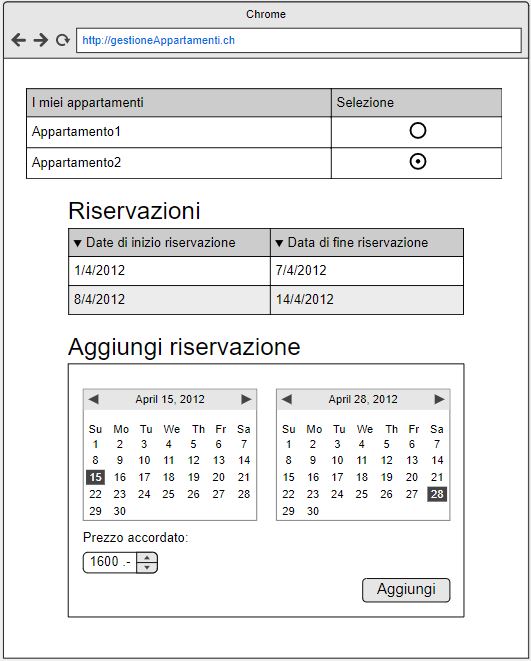 Chrome
http://gestioneAppartamenti.ch
I miei appartamenti Selezione
Appartamento1
Appartamento2
Riservazioni
Date di inizio riservazione Data di fine riservazione
1/4/2012 7/4/2012
8/4/2012 14/4/2012
Aggiungi riservazione
April 15, 2012
Su Mo Tu We Th Fr Sa
1 2 3 4 5 6 7
8 9 10 11 12 13 14
15 16 17 18 19 20 21
22 23 24 25 26 27 28
29 30
April 28, 2012
Su Mo Tu We Th Fr Sa
1 2 3 4 5 6 7
8 9 10 11 12 13 14
15 16 17 18 19 20 21
22 23 24 25 26 27 28
29 30
Prezzo accordato:
1600 .-
Aggiungi